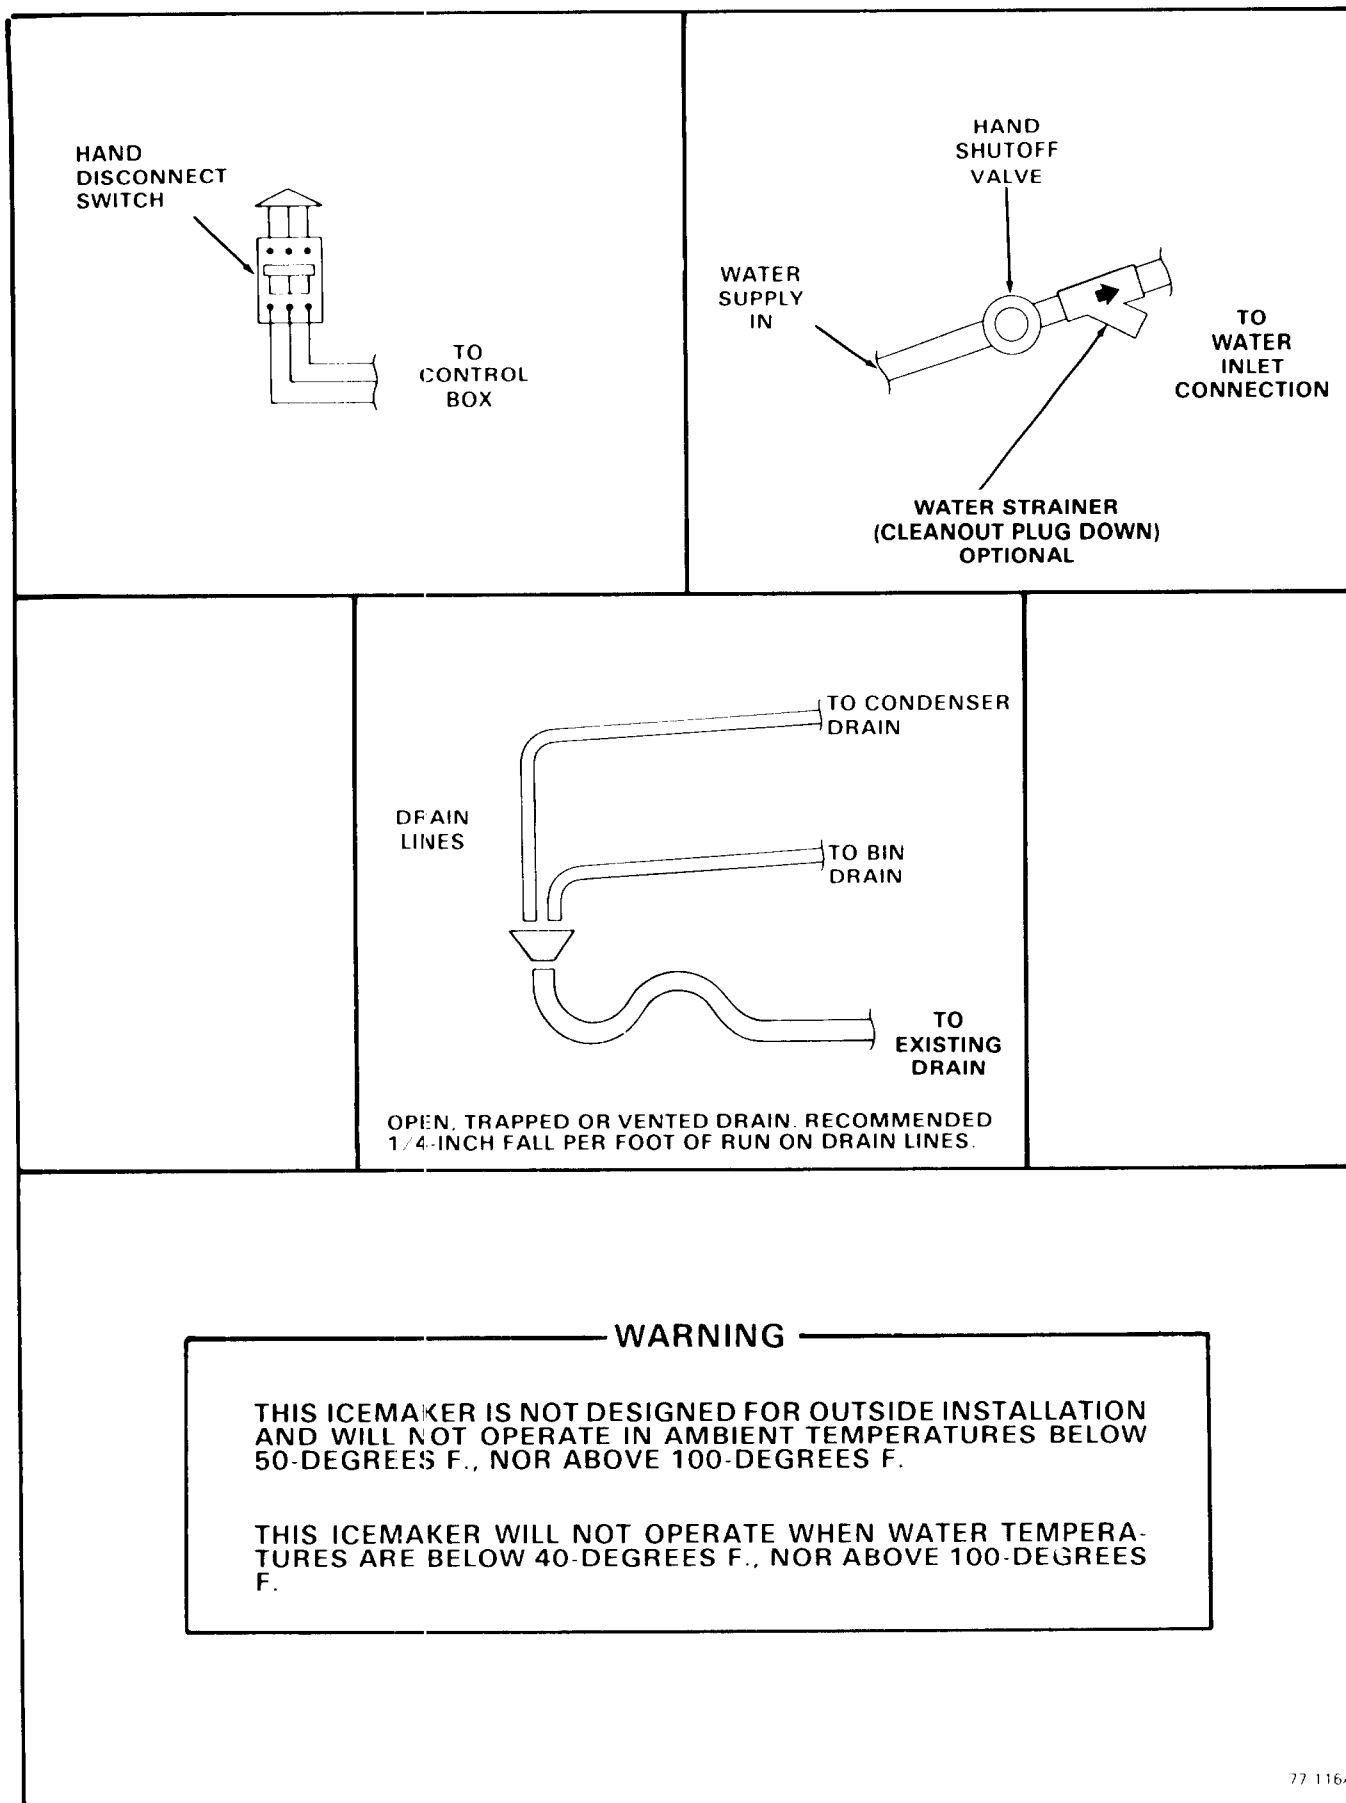 HAND
DISCONNECT
SWITCH
TO
CONTROL
BOX
HAND
SHUTOFF
VALVE
WATER
SUPPLY
IN
TO
WATER
INLET
CONNECTION
WATER STRAINER
(CLEANOUT PLUG DOWN)
OPTIONAL
TO CONDENSER
DRAIN
DRAIN
LINES
TO BIN
DRAIN
TO
EXISTING
DRAIN
OPEN, TRAPPED OR VENTED DRAIN. RECOMMENDED
1/4-INCH FALL PER FOOT OF RUN ON DRAIN LINES.
WARNING
THIS ICEMAKER IS NOT DESIGNED FOR OUTSIDE INSTALLATION
AND WILL NOT OPERATE IN AMBIENT TEMPERATURES BELOW
50-DEGREES F., NOR ABOVE 100-DEGREES F.
THIS ICEMAKER WILL NOT OPERATE WHEN WATER TEMPERA-
TURES ARE BELOW 40-DEGREES F., NOR ABOVE 100-DEGREES
F.
77 116